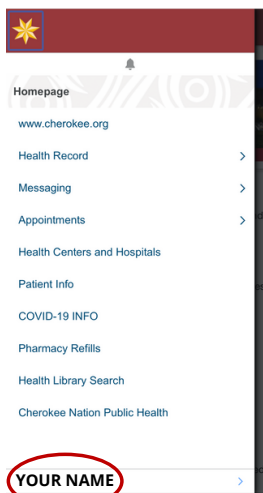 Homepage
www.cherokee.org
Health Record
Messaging
Appointments
Health Centers and Hospitals
Patient Info
COVID-19 INFO
Pharmacy Refills
Health Library Search
Cherokee Nation Public Health
YOUR NAME